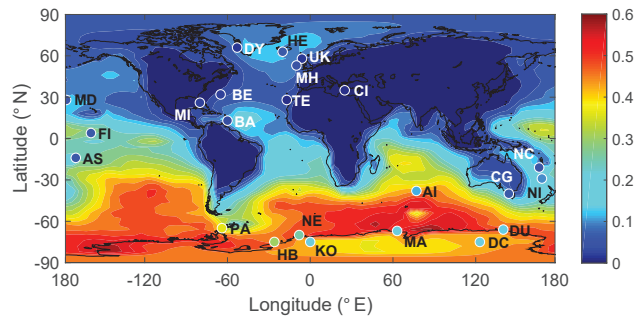 90
60
30
0
-30
-60
-90
Latitude (°N)
180
-120
-60
0
60
120
180
Longitude (°E)
DY
HE
UK
MH
MD
BE
TE
CI
MI
BA
FI
NC
AS
CG
AI
NI
PA
NE
MA
DU
HB
KO
DC
0.6
0.5
0.4
0.3
0.2
0.1
0